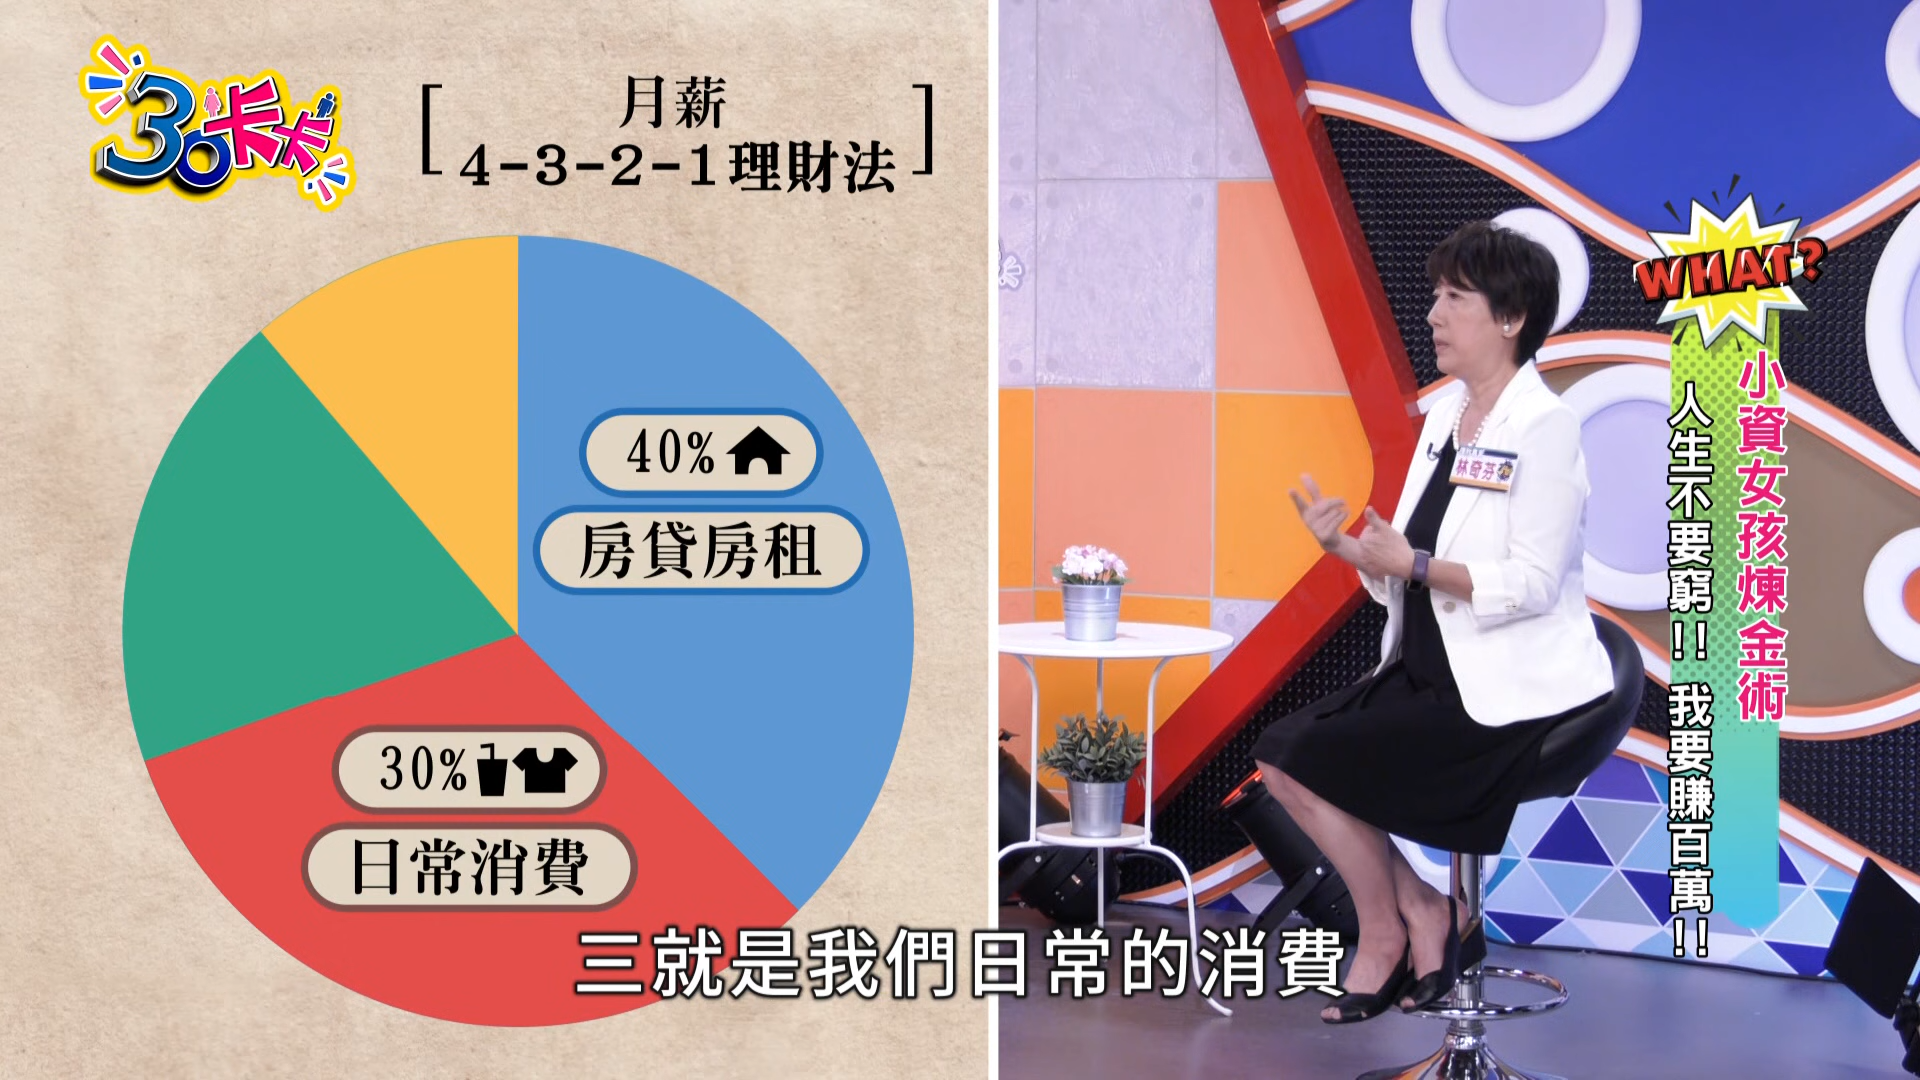 30卡卡
月薪
4-3-2-1理財法
40%
房貸房租
30%
日常消費
WHAT?
小資女孩煉金術
人生不要窮!! 我要賺百萬!!
林奇芬
三就是我們日常的消費